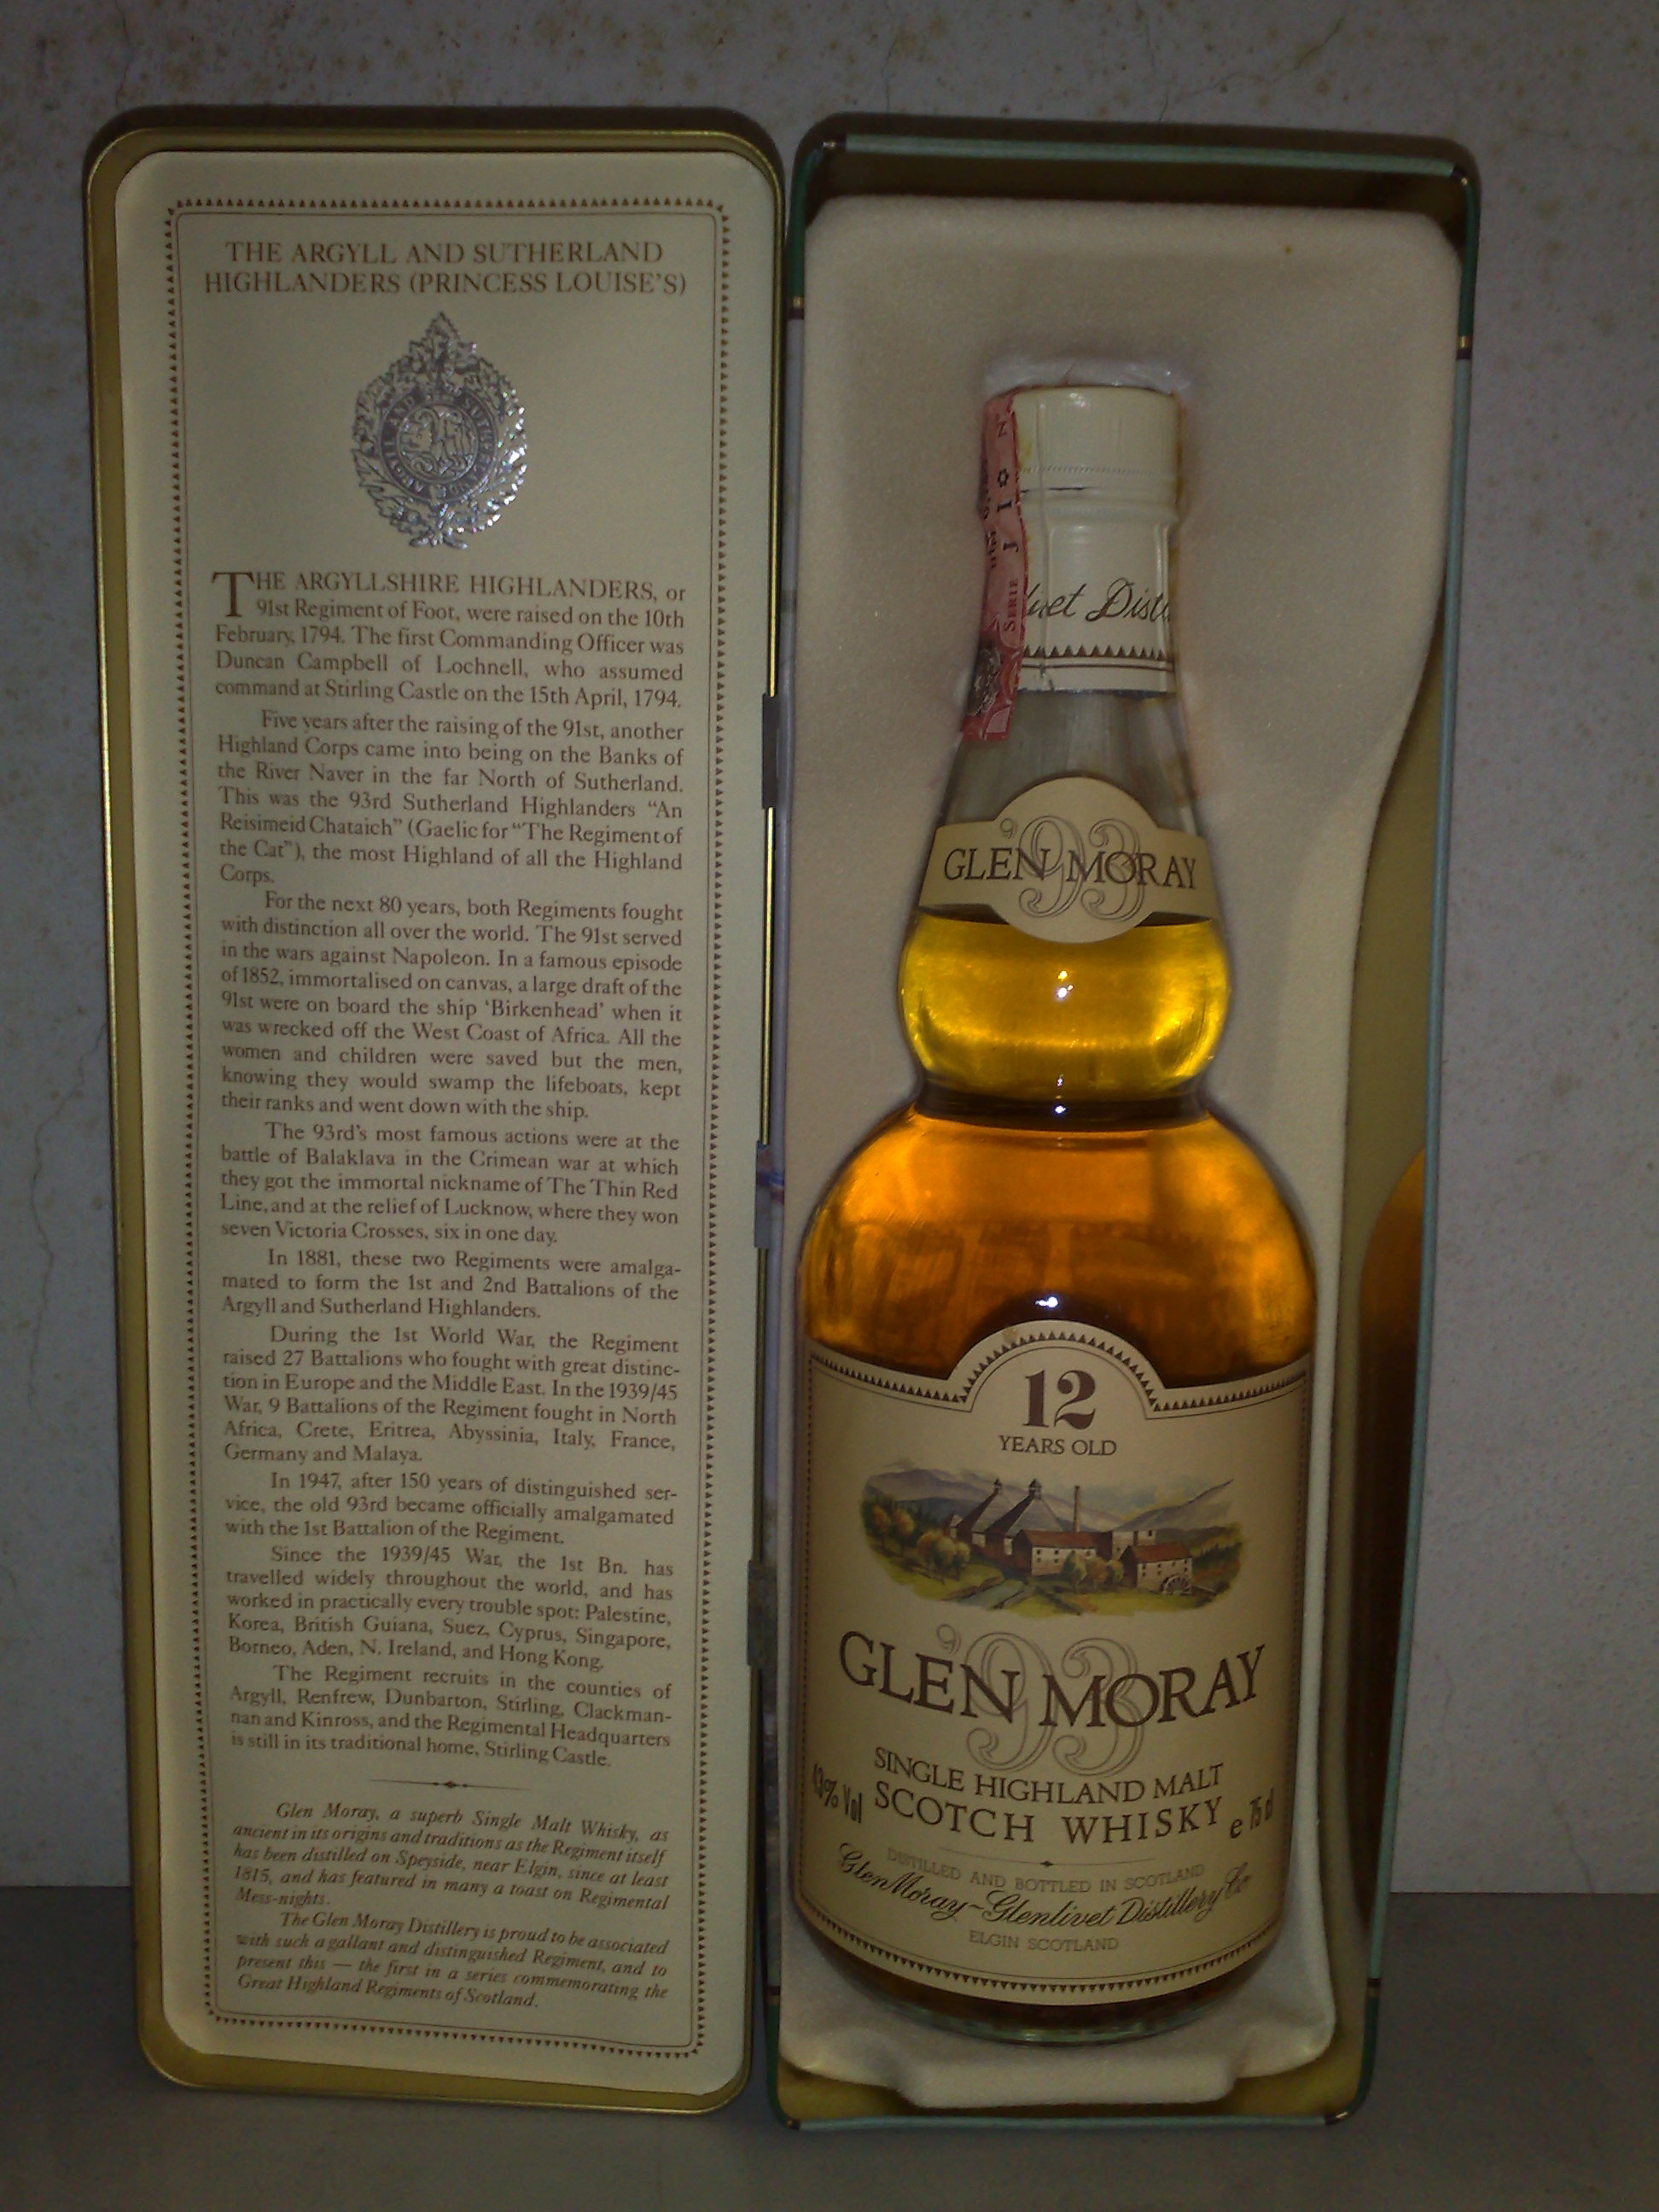 THE ARGYLL AND SUTHERLAND
HIGHLANDERS (PRINCESS LOUISE'S)
THE ARGYLLSHIRE HIGHLANDERS, or
91st Regiment of Foot, were raised on the 10th
February, 1794. The first Commanding Officer was
Duncan Campbell of Lochnell, who assumed
command at Stirling Castle on the 15th April, 1794.
Five years after the raising of the 91st, another
Highland Corps came into being on the Banks of
the River Naver in the far North of Sutherland.
This was the 93rd Sutherland Highlanders “An
Reisimeid Chataich” (Gaelic for “The Regiment of
the Cat”), the most Highland of all the Highland
Corps.
For the next 80 years, both Regiments fought
with distinction all over the world. The 91st served
in the wars against Napoleon. In a famous episode
of 1852, immortalised on canvas, a large draft of the
91st were on board the ship ‘Birkenhead’ when it
was wrecked off the West Coast of Africa. All the
women and children were saved but the men,
knowing they would swamp the lifeboats, kept
their ranks and went down with the ship.
The 93rd's most famous actions were at the
battle of Balaklava in the Crimean war at which
they got the immortal nickname of The Thin Red
Line, and at the relief of Lucknow, where they won
seven Victoria Crosses, six in one day.
In 1881, these two Regiments were amalga-
mated to form the 1st and 2nd Battalions of the
Argyll and Sutherland Highlanders.
During the 1st World War, the Regiment
raised 27 Battalions who fought with great distinc-
tion in Europe and the Middle East. In the 1939/45
War, 9 Battalions of the Regiment fought in North
Africa, Crete, Eritrea, Abyssinia, Italy, France,
Germany and Malaya.
In 1947, after 150 years of distinguished ser-
vice, the old 93rd became officially amalgamated
with the 1st Battalion of the Regiment.
Since the 1939/45 War, the 1st Bn. has
travelled widely throughout the world, and has
worked in practically every trouble spot: Palestine,
Korea, British Guiana, Suez, Cyprus, Singapore,
Borneo, Aden, N. Ireland, and Hong Kong.
The Regiment recruits in the counties of
Argyll, Renfrew, Dunbarton, Stirling, Clackman-
nan and Kinross, and the Regimental Headquarters
is still in its traditional home, Stirling Castle.
Glen Moray, a superb Single Malt Whisky, as
ancient in its origins and traditions as the Regiment itself
has been distilled on Speyside, near Elgin, since at least
1815, and has featured in many a toast on Regimental
Mess-nights.
The Glen Moray Distillery is proud to be associated
with such a gallant and distinguished Regiment, and to
present this — the first in a series commemorating the
Great Highland Regiments of Scotland.
SERIE J I
livet Disti
'93
GLEN MORAY
12
YEARS OLD
'93
GLEN MORAY
SINGLE HIGHLAND MALT
43% Vol SCOTCH WHISKY e 75 cl
DISTILLED AND BOTTLED IN SCOTLAND
Glen Moray~Glenlivet Distillery Co
ELGIN SCOTLAND